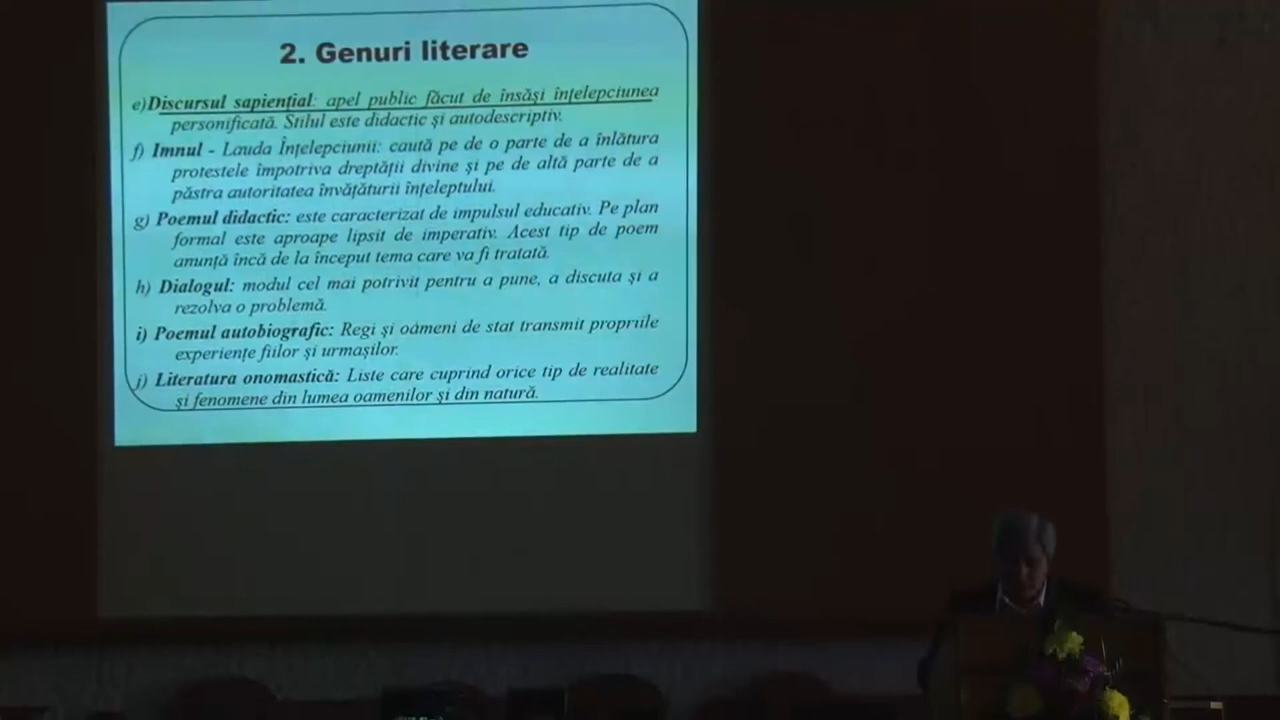 2. Genuri literare
e)Discursul sapiențial: apel public făcut de însăși înțelepciunea
personificată. Stilul este didactic și autodescriptiv.
f) Imnul - Lauda Înțelepciunii: caută pe de o parte de a înlătura
protestele împotriva dreptății divine și pe de altă parte de a
păstra autoritatea învățăturii înțeleptului.
g) Poemul didactic: este caracterizat de impulsul educativ. Pe plan
formal este aproape lipsit de imperativ. Acest tip de poem
anunță încă de la început tema care va fi tratată.
h) Dialogul: modul cel mai potrivit pentru a pune, a discuta și a
rezolva o problemă.
i) Poemul autobiografic: Regi și oameni de stat transmit propriile
experiențe fiilor și urmașilor.
j) Literatura onomastică: Liste care cuprind orice tip de realitate
și fenomene din lumea oamenilor și din natură.